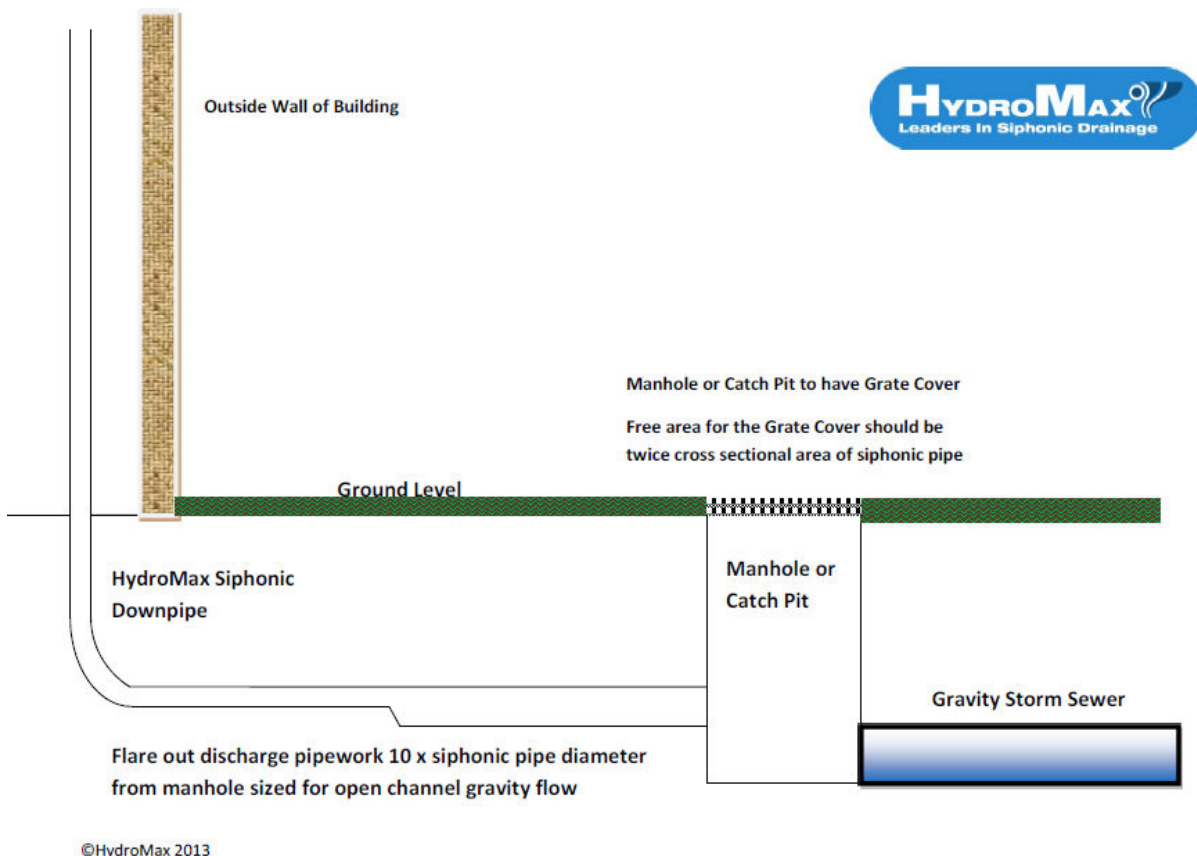 Outside Wall of Building
HYDROMAX
Leaders In Siphonic Drainage
Manhole or Catch Pit to have Grate Cover
Free area for the Grate Cover should be
twice cross sectional area of siphonic pipe
Ground Level
HydroMax Siphonic
Downpipe
Manhole or
Catch Pit
Gravity Storm Sewer
Flare out discharge pipework 10 x siphonic pipe diameter
from manhole sized for open channel gravity flow
©HydroMax 2013